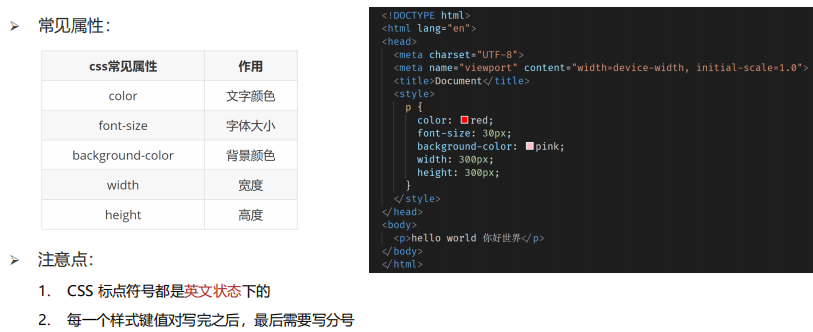 ➢ 常见属性：
css常见属性 作用
color 文字颜色
font-size 字体大小
background-color 背景颜色
width 宽度
height 高度
➢ 注意点：
1. CSS 标点符号都是英文状态下的
2. 每一个样式键值对写完之后，最后需要写分号
<!DOCTYPE html>
<html lang="en">
<head>
<meta charset="UTF-8">
<meta name="viewport" content="width=device-width, initial-scale=1.0">
<title>Document</title>
<style>
p {
color: red;
font-size: 30px;
background-color: pink;
width: 300px;
height: 300px;
}
</style>
</head>
<body>
<p>hello world 你好世界</p>
</body>
</html>